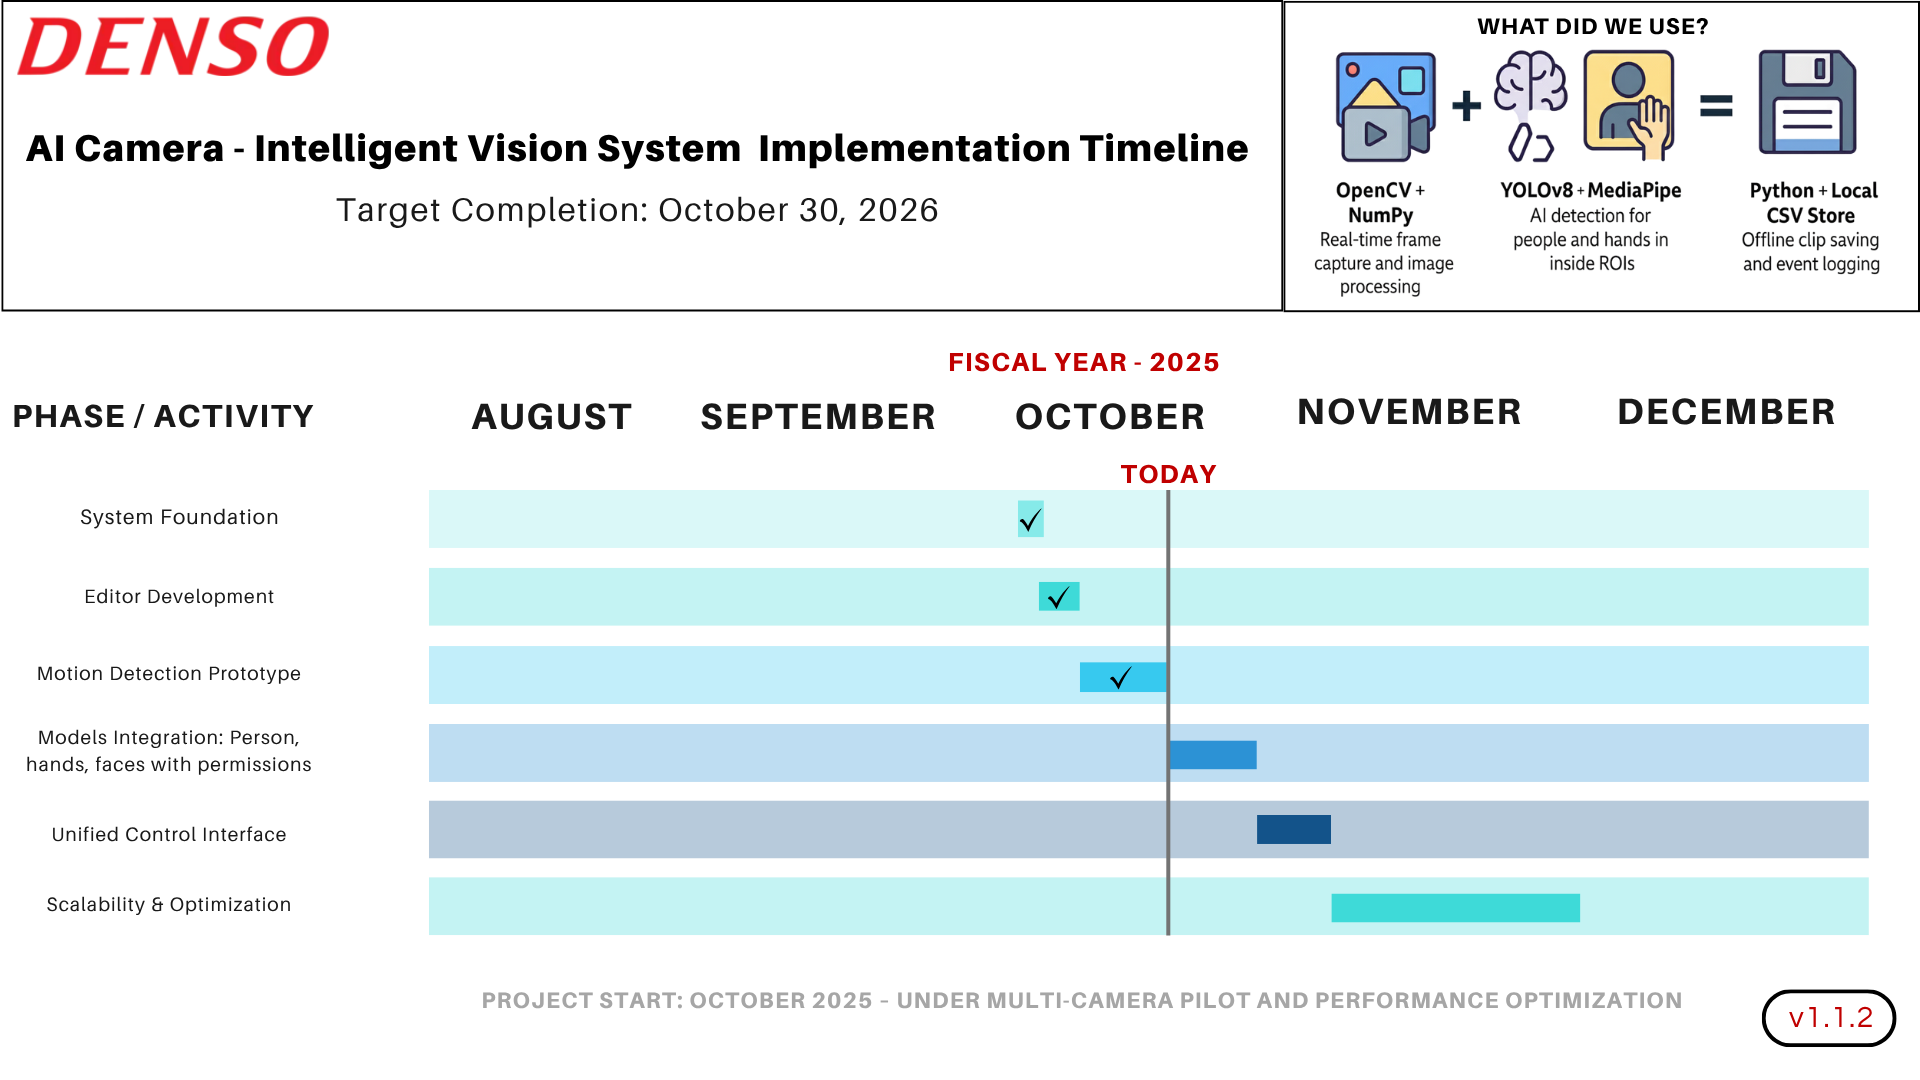 DENSO
AI Camera - Intelligent Vision System Implementation Timeline
Target Completion: October 30, 2026
WHAT DID WE USE?
OpenCV +
NumPy
Real-time frame
capture and image
processing
YOLOv8 + MediaPipe
AI detection for
people and hands in
inside ROIs
Python + Local
CSV Store
Offline clip saving
and event logging
FISCAL YEAR - 2025
PHASE / ACTIVITY
AUGUST
SEPTEMBER
OCTOBER
NOVEMBER
DECEMBER
TODAY
System Foundation
Editor Development
Motion Detection Prototype
Models Integration: Person,
hands, faces with permissions
Unified Control Interface
Scalability & Optimization
PROJECT START: OCTOBER 2025 – UNDER MULTI-CAMERA PILOT AND PERFORMANCE OPTIMIZATION
v1.1.2